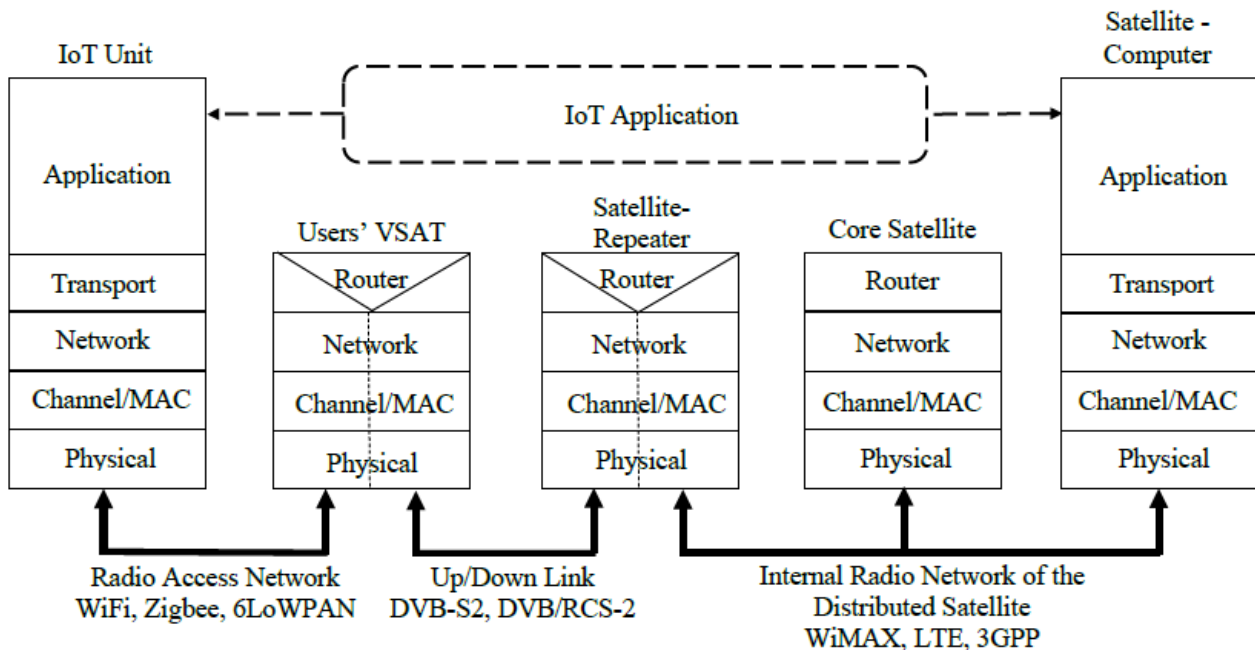 IoT Unit
Application
Transport
Network
Channel/MAC
Physical
IoT Application
Users’ VSAT
Router
Network
Channel/MAC
Physical
Satellite-
Repeater
Router
Network
Channel/MAC
Physical
Core Satellite
Router
Network
Channel/MAC
Physical
Satellite -
Computer
Application
Transport
Network
Channel/MAC
Physical
Radio Access Network
WiFi, Zigbee, 6LoWPAN
Up/Down Link
DVB-S2, DVB/RCS-2
Internal Radio Network of the
Distributed Satellite
WiMAX, LTE, 3GPP